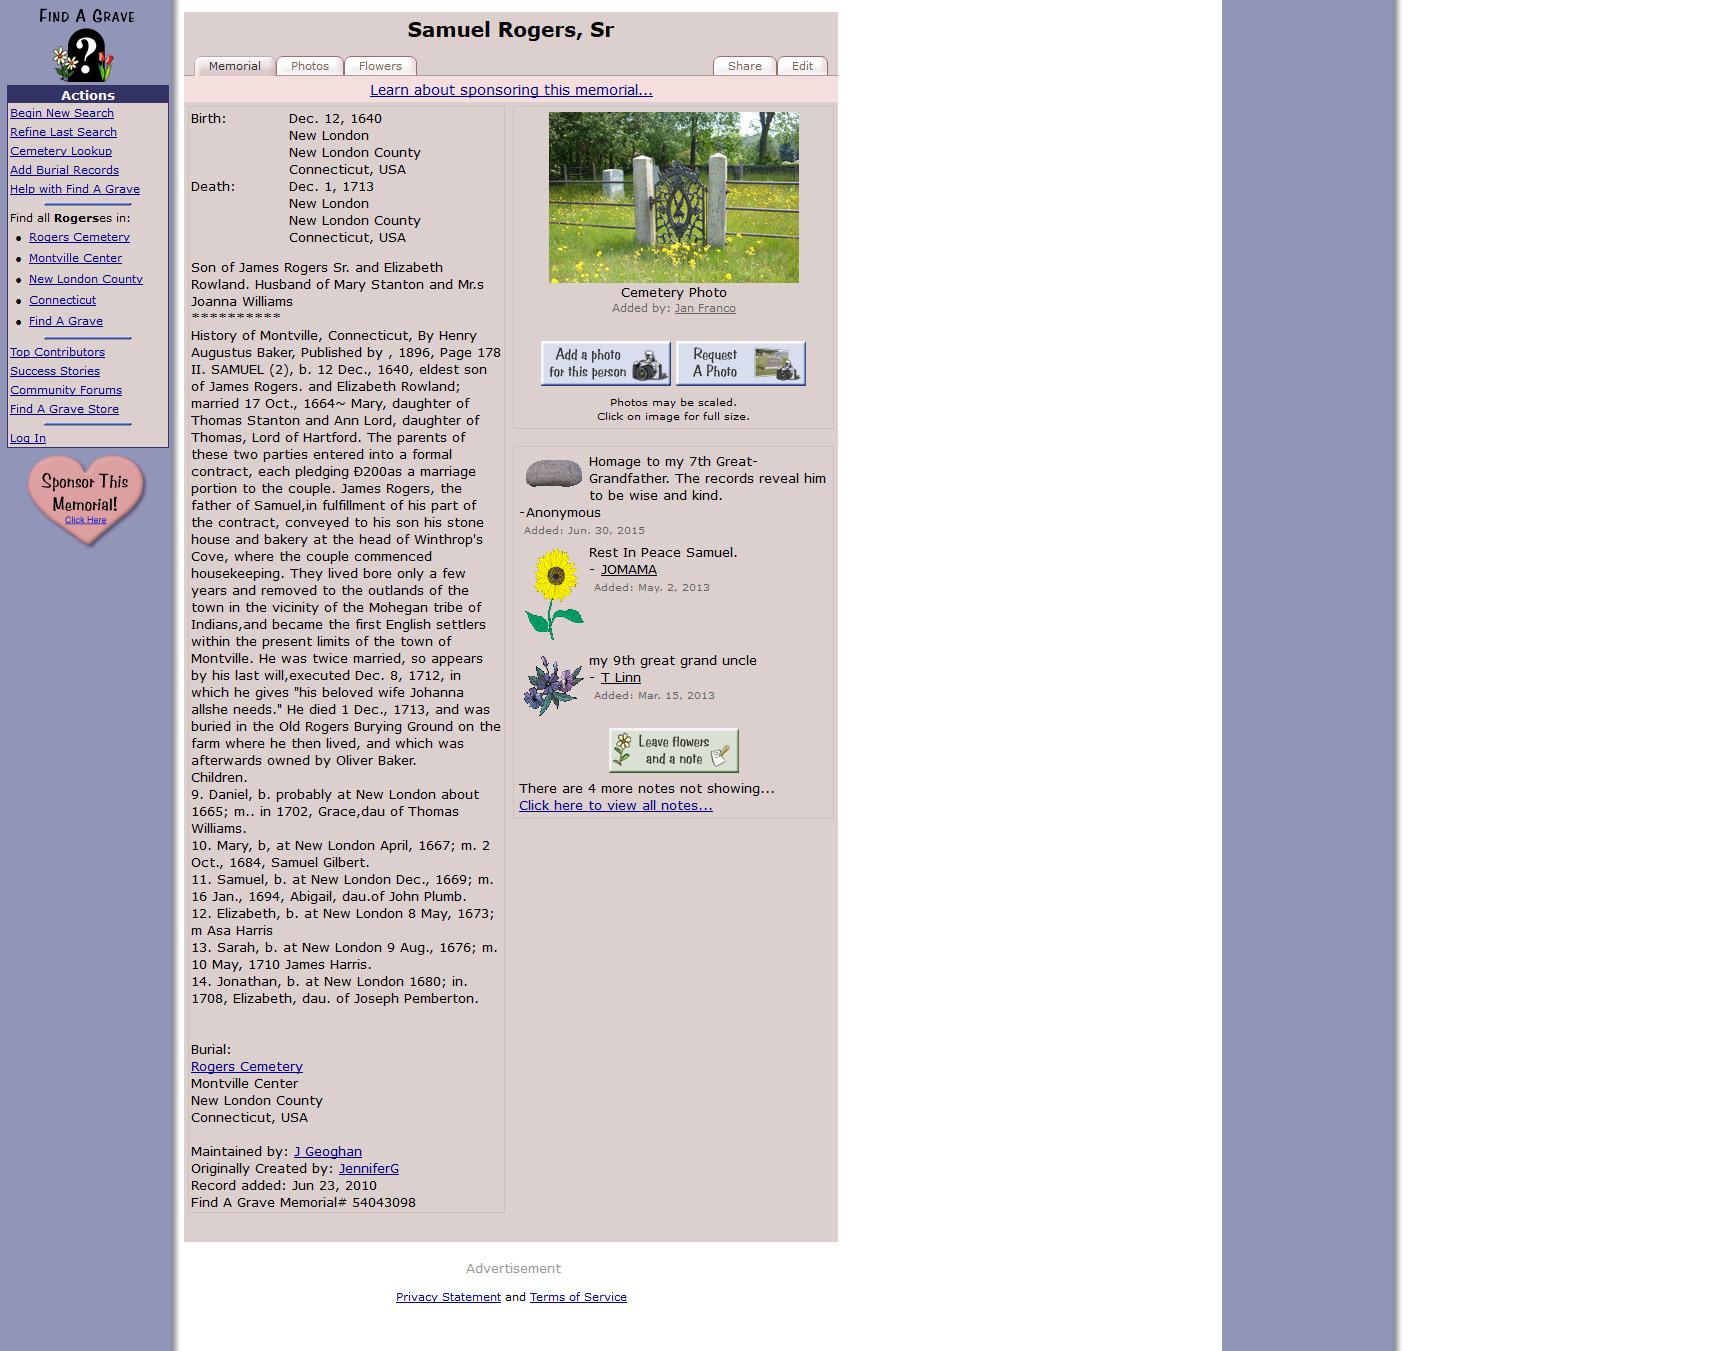 FIND A GRAVE
?
Actions
Begin New Search
Refine Last Search
Cemetery Lookup
Add Burial Records
Help with Find A Grave
Find all Rogerses in:
Rogers Cemetery
Montville Center
New London County
Connecticut
Find A Grave
Top Contributors
Success Stories
Community Forums
Find A Grave Store
Log In
Sponsor This
Memorial!
Click Here
Samuel Rogers, Sr
Memorial
Photos
Flowers
Share
Edit
Learn about sponsoring this memorial...
Birth: Dec. 12, 1640
New London
New London County
Connecticut, USA
Death: Dec. 1, 1713
New London
New London County
Connecticut, USA
Son of James Rogers Sr. and Elizabeth
Rowland. Husband of Mary Stanton and Mr.s
Joanna Williams
**********
History of Montville, Connecticut, By Henry
Augustus Baker, Published by , 1896, Page 178
II. SAMUEL (2), b. 12 Dec., 1640, eldest son
of James Rogers. and Elizabeth Rowland;
married 17 Oct., 1664~ Mary, daughter of
Thomas Stanton and Ann Lord, daughter of
Thomas, Lord of Hartford. The parents of
these two parties entered into a formal
contract, each pledging Ð200as a marriage
portion to the couple. James Rogers, the
father of Samuel,in fulfillment of his part of
the contract, conveyed to his son his stone
house and bakery at the head of Winthrop's
Cove, where the couple commenced
housekeeping. They lived bore only a few
years and removed to the outlands of the
town in the vicinity of the Mohegan tribe of
Indians,and became the first English settlers
within the present limits of the town of
Montville. He was twice married, so appears
by his last will,executed Dec. 8, 1712, in
which he gives "his beloved wife Johanna
allshe needs." He died 1 Dec., 1713, and was
buried in the Old Rogers Burying Ground on the
farm where he then lived, and which was
afterwards owned by Oliver Baker.
Children.
9. Daniel, b. probably at New London about
1665; m.. in 1702, Grace,dau of Thomas
Williams.
10. Mary, b, at New London April, 1667; m. 2
Oct., 1684, Samuel Gilbert.
11. Samuel, b. at New London Dec., 1669; m.
16 Jan., 1694, Abigail, dau.of John Plumb.
12. Elizabeth, b. at New London 8 May, 1673;
m Asa Harris
13. Sarah, b. at New London 9 Aug., 1676; m.
10 May, 1710 James Harris.
14. Jonathan, b. at New London 1680; in.
1708, Elizabeth, dau. of Joseph Pemberton.
Burial:
Rogers Cemetery
Montville Center
New London County
Connecticut, USA
Maintained by: J Geoghan
Originally Created by: JenniferG
Record added: Jun 23, 2010
Find A Grave Memorial# 54043098
Cemetery Photo
Added by: Jan Franco
Add a photo
for this person
Request
A Photo
Photos may be scaled.
Click on image for full size.
Homage to my 7th Great-
Grandfather. The records reveal him
to be wise and kind.
-Anonymous
Added: Jun. 30, 2015
Rest In Peace Samuel.
- JOMAMA
Added: May. 2, 2013
my 9th great grand uncle
- T Linn
Added: Mar. 15, 2013
Leave flowers
and a note
There are 4 more notes not showing...
Click here to view all notes...
Advertisement
Privacy Statement and Terms of Service